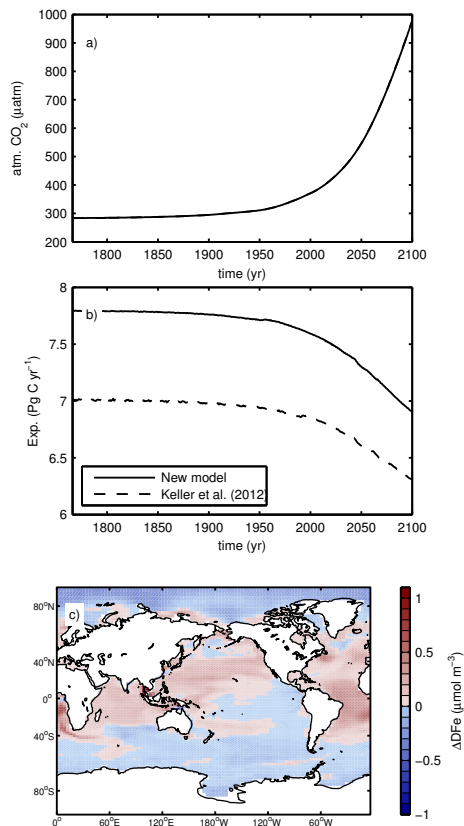 1000
900
800
700
600
500
400
300
200
a)
atm. CO₂ (µatm)
1800 1850 1900 1950 2000 2050 2100
time (yr)
8
7.5
7
6.5
6
b)
Exp. (Pg C yr⁻¹)
New model
Keller et al. (2012)
1800 1850 1900 1950 2000 2050 2100
time (yr)
c)
80°N
40°N
0°
40°S
80°S
0° 60°E 120°E 180°W 120°W 60°W
1
0.5
0
−0.5
−1
ΔDFe (µmol m⁻³)